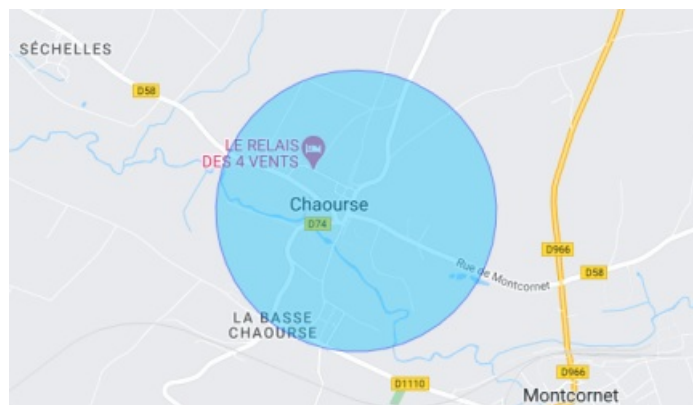 SÉCHELLES
D58
LE RELAIS
DES 4 VENTS
Chaourse
D74
D966
Rue de Montcornet
D58
LA BASSE
CHAOURSE
D966
D1110
Montcornet